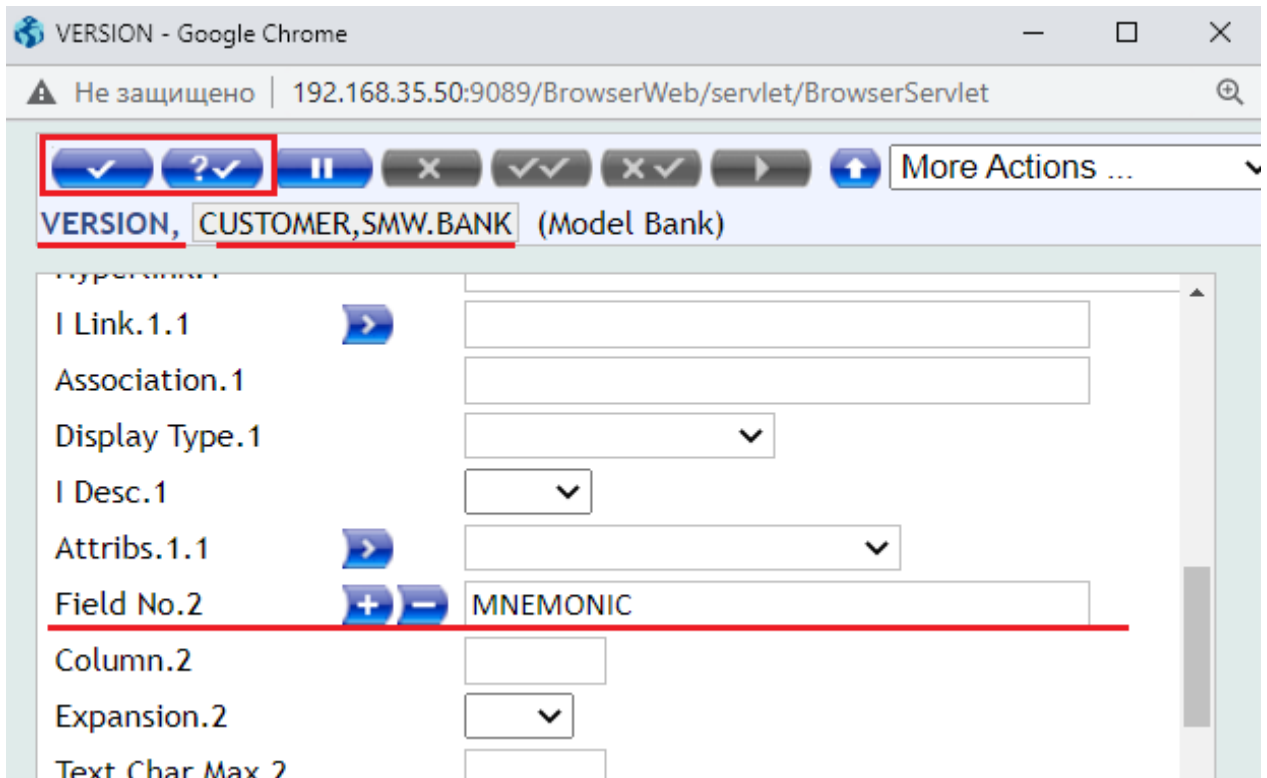 VERSION - Google Chrome
Не защищено | 192.168.35.50:9089/BrowserWeb/servlet/BrowserServlet
More Actions ...
VERSION, CUSTOMER,SMW.BANK (Model Bank)
I Link.1.1
Association.1
Display Type.1
I Desc.1
Attribs.1.1
Field No.2 MNEMONIC
Column.2
Expansion.2
Text Char Max.2